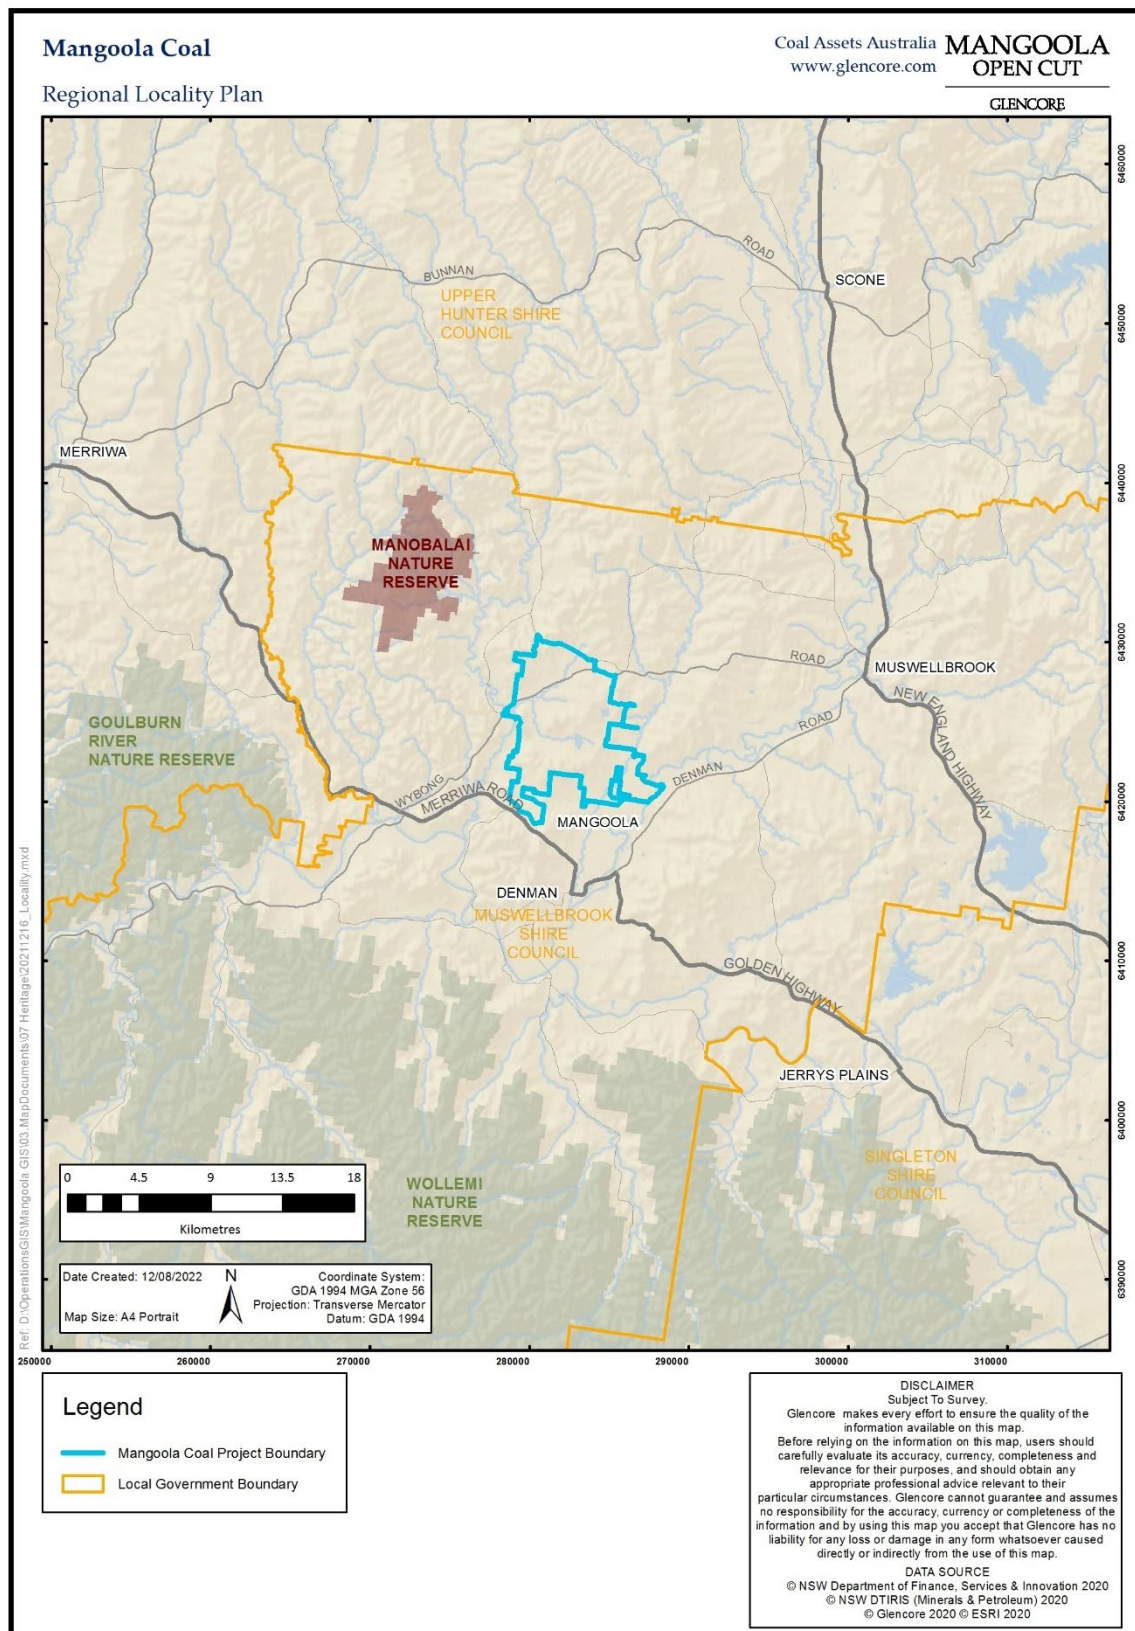 Mangoola Coal
Regional Locality Plan
Coal Assets Australia
www.glencore.com
MANGOOLA
OPEN CUT
GLENCORE
BUNNAN
ROAD
SCONE
UPPER
HUNTER SHIRE
COUNCIL
MERRIWA
MANOBALAI
NATURE
RESERVE
ROAD
MUSWELLBROOK
NEW ENGLAND HIGHWAY
GOULBURN
RIVER
NATURE RESERVE
ROAD
DENMAN
WYBONG
MERRIWA ROAD
MANGOOLA
DENMAN
MUSWELLBROOK
SHIRE
COUNCIL
GOLDEN HIGHWAY
JERRYS PLAINS
SINGLETON
SHIRE
COUNCIL
WOLLEMI
NATURE
RESERVE
6460000
6450000
6440000
6430000
6420000
6410000
6400000
6390000
0 4.5 9 13.5 18
Kilometres
Date Created: 12/08/2022
Map Size: A4 Portrait
N
Coordinate System:
GDA 1994 MGA Zone 56
Projection: Transverse Mercator
Datum: GDA 1994
Ref: D:\OperationsGIS\Mangoola GIS\03 MapDocuments\07 Heritage\20211216_Locality.mxd
250000 260000 270000 280000 290000 300000 310000
Legend
Mangoola Coal Project Boundary
Local Government Boundary
DISCLAIMER
Subject To Survey.
Glencore makes every effort to ensure the quality of the
information available on this map.
Before relying on the information on this map, users should
carefully evaluate its accuracy, currency, completeness and
relevance for their purposes, and should obtain any
appropriate professional advice relevant to their
particular circumstances. Glencore cannot guarantee and assumes
no responsibility for the accuracy, currency or completeness of the
information and by using this map you accept that Glencore has no
liability for any loss or damage in any form whatsoever caused
directly or indirectly from the use of this map.
DATA SOURCE
© NSW Department of Finance, Services & Innovation 2020
© NSW DTIRIS (Minerals & Petroleum) 2020
© Glencore 2020 © ESRI 2020